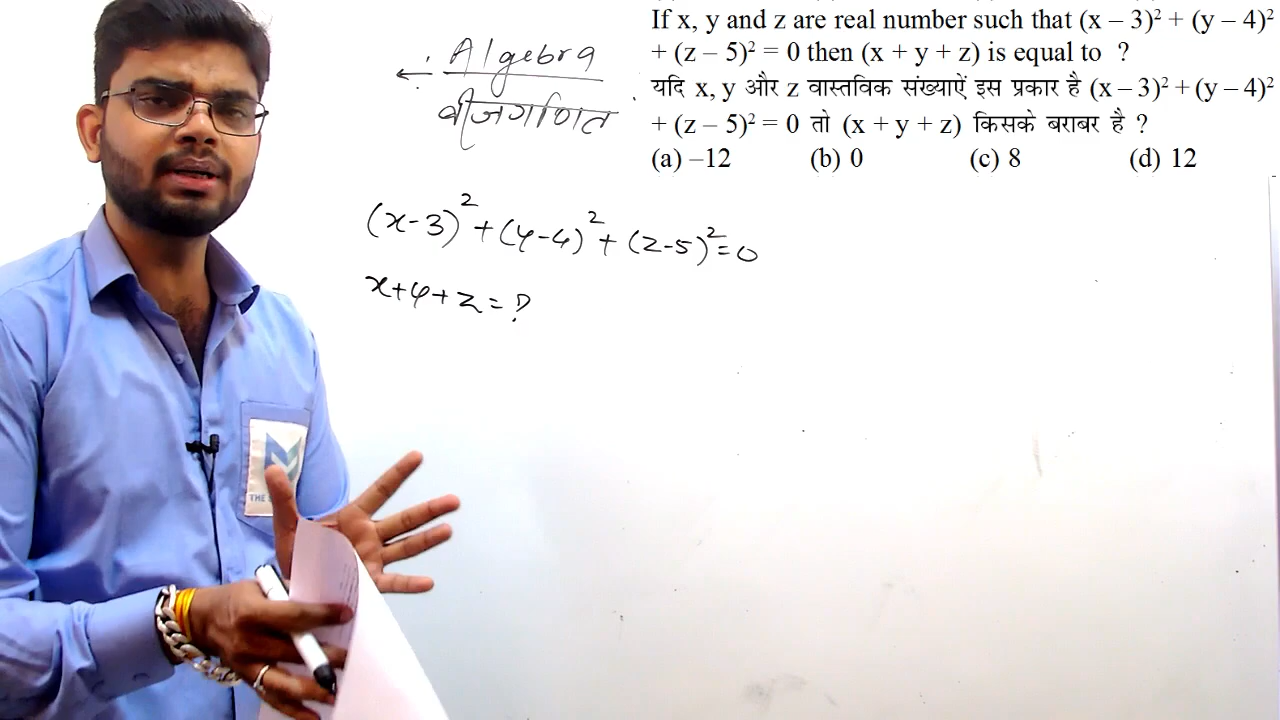 Algebra
बीजगणित
If x, y and z are real number such that (x – 3)² + (y – 4)²
+ (z – 5)² = 0 then (x + y + z) is equal to ?
यदि x, y और z वास्तविक संख्याऐं इस प्रकार है (x – 3)² + (y – 4)²
+ (z – 5)² = 0 तो (x + y + z) किसके बराबर है ?
(a) –12 (b) 0 (c) 8 (d) 12
(x-3)²+(y-4)²+(z-5)²=0
x+y+z=?
THE